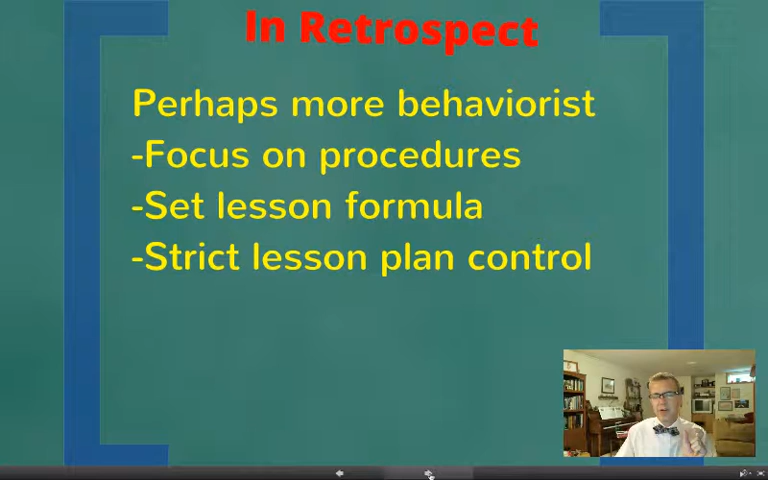 In Retrospect
Perhaps more behaviorist
-Focus on procedures
-Set lesson formula
-Strict lesson plan control